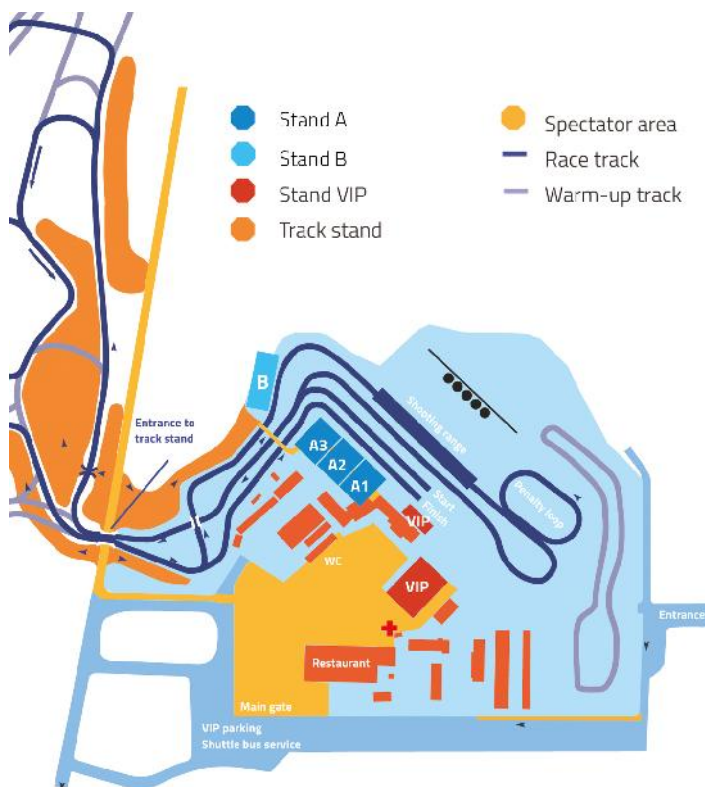 Stand A
Stand B
Stand VIP
Track stand
Spectator area
Race track
Warm-up track
B
Entrance to
track stand
A3
A2
A1
Shooting range
Start
Finish
Penalty loop
VIP
WC
VIP
Entrance
Restaurant
Main gate
VIP parking
Shuttle bus service